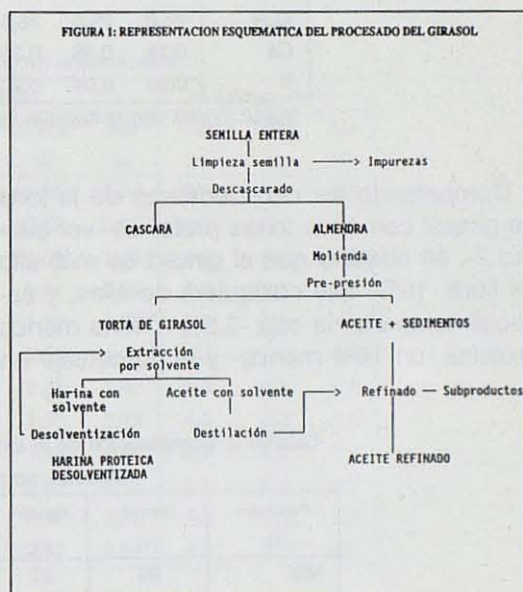 FIGURA 1: REPRESENTACION ESQUEMATICA DEL PROCESADO DEL GIRASOL
SEMILLA ENTERA
Limpieza semilla -----> Impurezas
Descascarado
CASCARA ALMENDRA
Molienda
Pre-presión
TORTA DE GIRASOL ACEITE + SEDIMENTOS
Extracción
por solvente
Harina con Aceite con solvente Refinado — Subproductos
solvente
Desolventización Destilación
HARINA PROTEICA ACEITE REFINADO
DESOLVENTIZADA